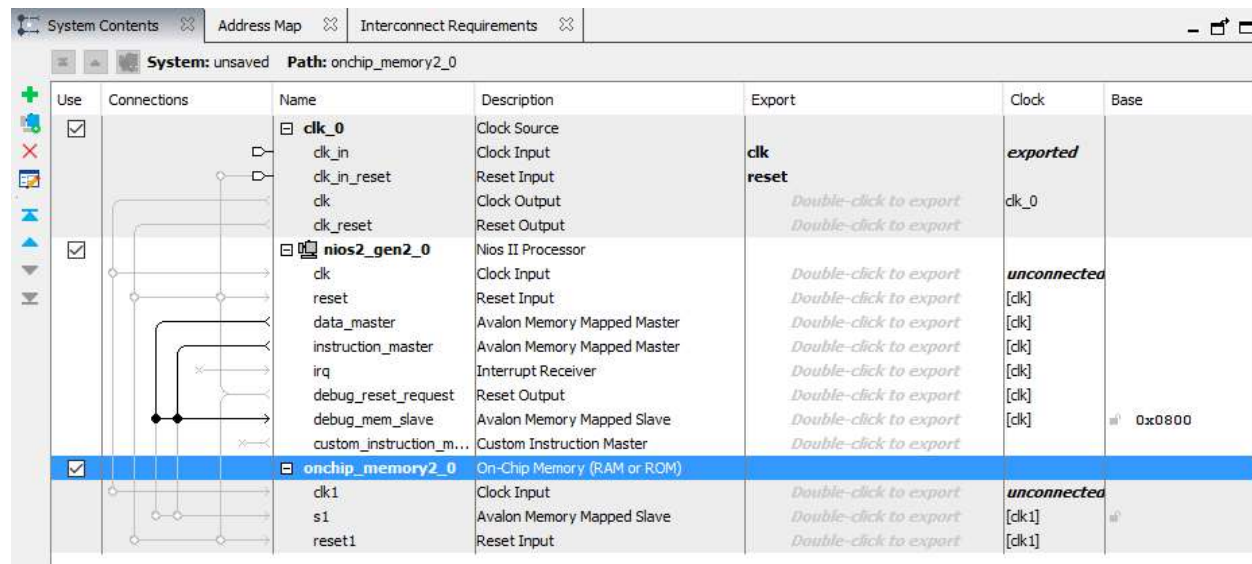 System Contents Address Map Interconnect Requirements
System: unsaved Path: onchip_memory2_0
Use Connections Name Description Export Clock Base
clk_0 Clock Source
clk_in Clock Input clk exported
clk_in_reset Reset Input reset
clk Clock Output Double-click to export clk_0
clk_reset Reset Output Double-click to export
nios2_gen2_0 Nios II Processor
clk Clock Input Double-click to export unconnected
reset Reset Input Double-click to export [clk]
data_master Avalon Memory Mapped Master Double-click to export [clk]
instruction_master Avalon Memory Mapped Master Double-click to export [clk]
irq Interrupt Receiver Double-click to export [clk]
debug_reset_request Reset Output Double-click to export [clk]
debug_mem_slave Avalon Memory Mapped Slave Double-click to export [clk] 0x0800
custom_instruction_m... Custom Instruction Master Double-click to export
onchip_memory2_0 On-Chip Memory (RAM or ROM)
clk1 Clock Input Double-click to export unconnected
s1 Avalon Memory Mapped Slave Double-click to export [clk1]
reset1 Reset Input Double-click to export [clk1]